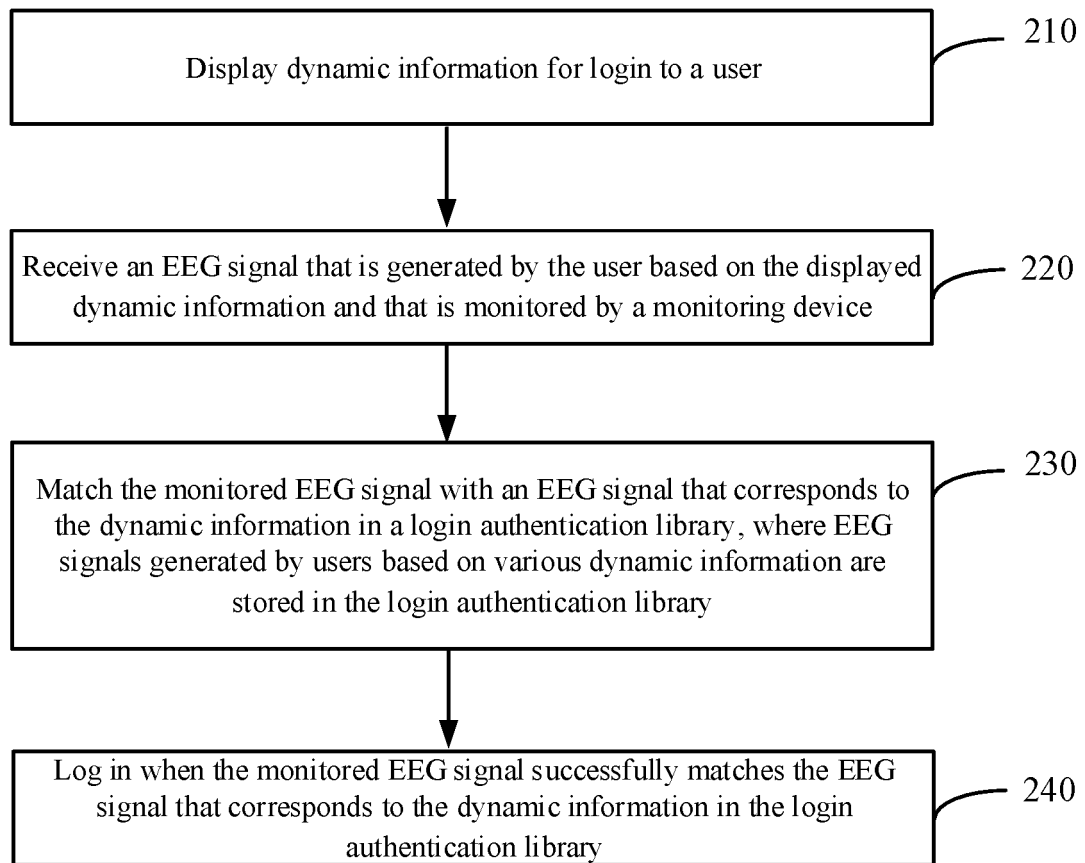 210
Display dynamic information for login to a user
220
Receive an EEG signal that is generated by the user based on the displayed
dynamic information and that is monitored by a monitoring device
230
Match the monitored EEG signal with an EEG signal that corresponds to
the dynamic information in a login authentication library, where EEG
signals generated by users based on various dynamic information are
stored in the login authentication library
240
Log in when the monitored EEG signal successfully matches the EEG
signal that corresponds to the dynamic information in the login
authentication library